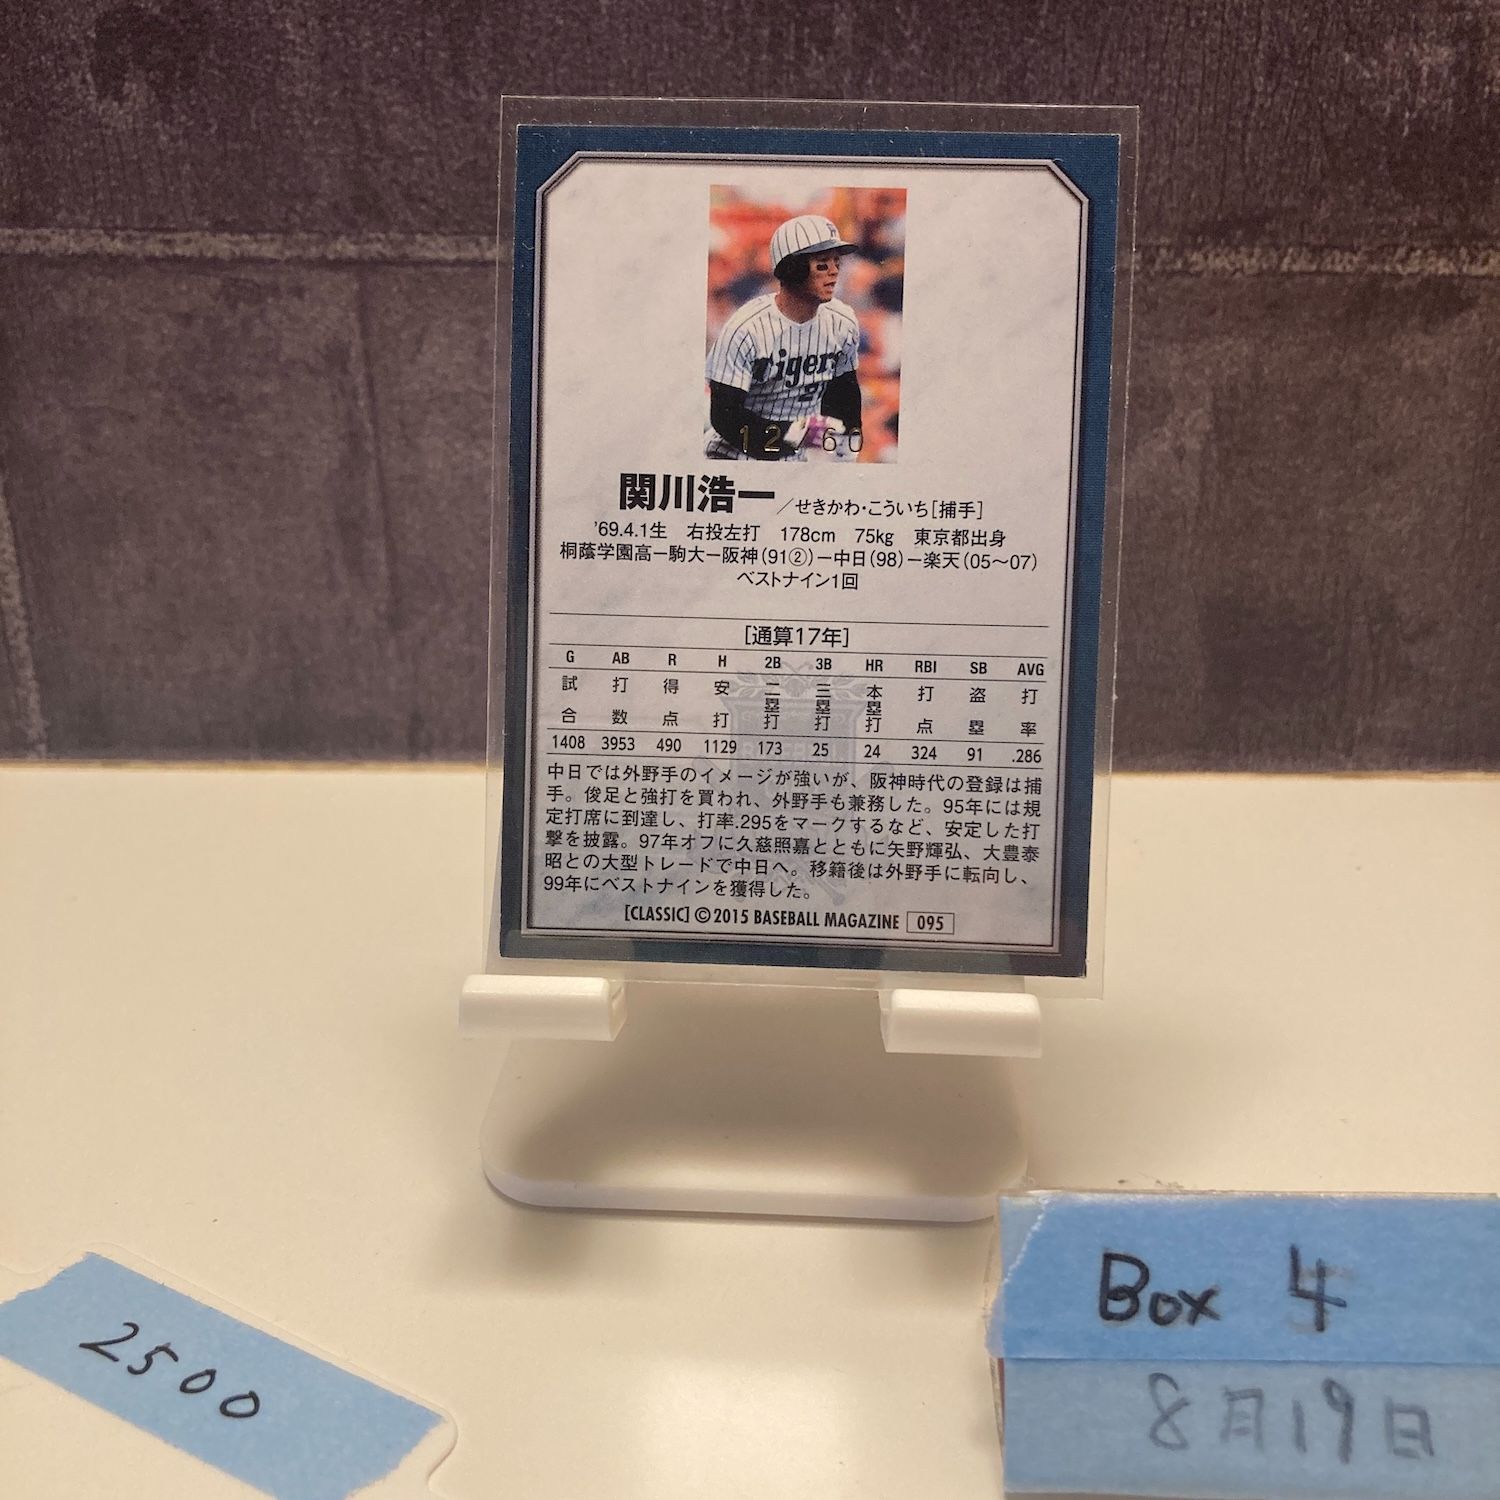 Tigers
12/60
関川浩一/せきかわ・こういち[捕手]
'69.4.1生 右投左打 178cm 75kg 東京都出身
桐蔭学園高ー駒大ー阪神(91②)ー中日(98)ー楽天(05〜07)
ベストナイン1回
[通算17年]
G AB R H 2B 3B HR RBI SB AVG
試合 打数 得点 安打 二塁打 三塁打 本塁打 打点 盗塁 打率
1408 3953 490 1129 173 25 24 324 91 .286
中日では外野手のイメージが強いが、阪神時代の登録は捕
手。俊足と強打を買われ、外野手も兼務した。95年には規
定打席に到達し、打率.295をマークするなど、安定した打
撃を披露。97年オフに久慈照嘉とともに矢野輝弘、大豊泰
昭との大型トレードで中日へ。移籍後は外野手に転向し、
99年にベストナインを獲得した。
[CLASSIC] ©2015 BASEBALL MAGAZINE 095
2500
Box 4
8月19日